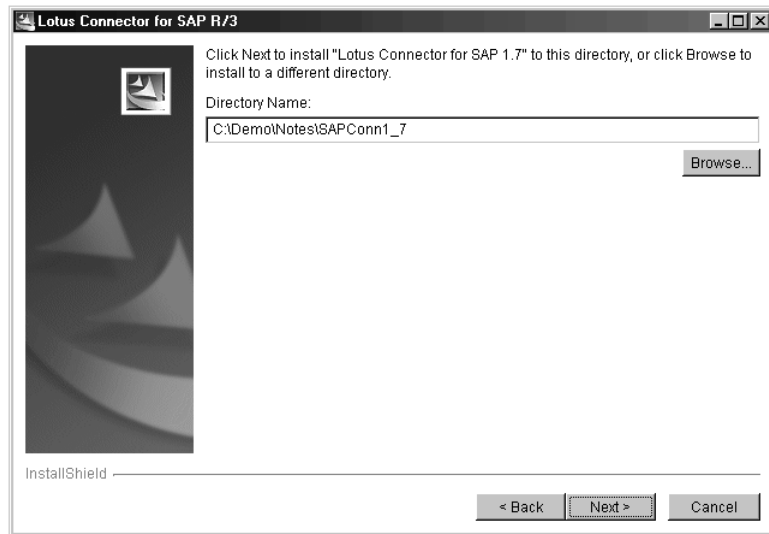 Lotus Connector for SAP R/3
Click Next to install "Lotus Connector for SAP 1.7" to this directory, or click Browse to
install to a different directory.
Directory Name:
C:\Demo\Notes\SAPConn1_7
Browse...
InstallShield
< Back
Next >
Cancel